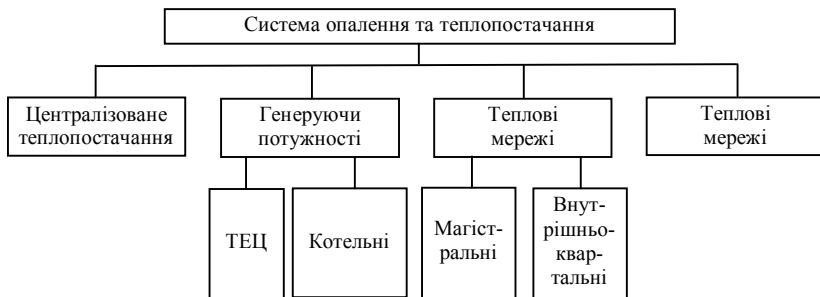 Система опалення та теплопостачання
Централізоване
теплопостачання
Генеруючи
потужності
Теплові
мережі
Теплові
мережі
ТЕЦ
Котельні
Магіст-
ральні
Внут-
рішньо-
квар-
тальні